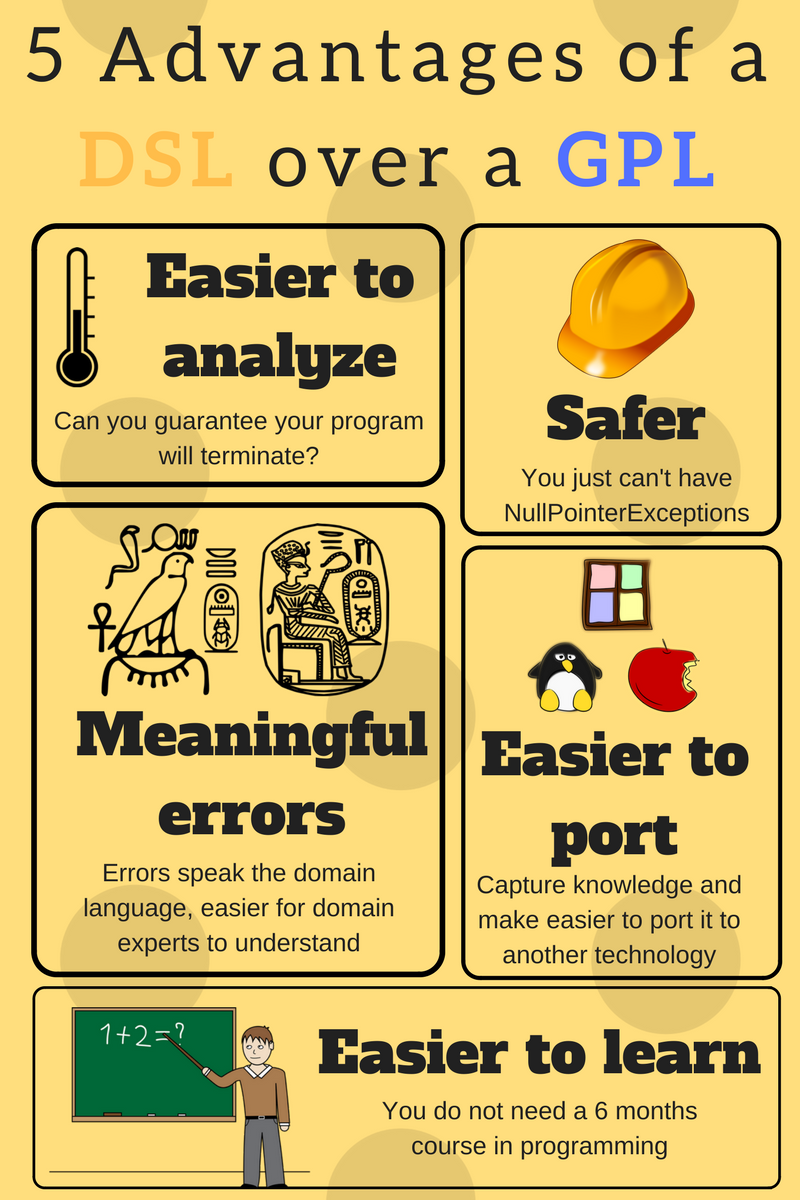 5 Advantages of a
DSL over a GPL
Easier to
analyze
Can you guarantee your program
will terminate?
Safer
You just can't have
NullPointerExceptions
Meaningful
errors
Errors speak the domain
language, easier for domain
experts to understand
Easier to
port
Capture knowledge and
make easier to port it to
another technology
1+2=?
Easier to learn
You do not need a 6 months
course in programming